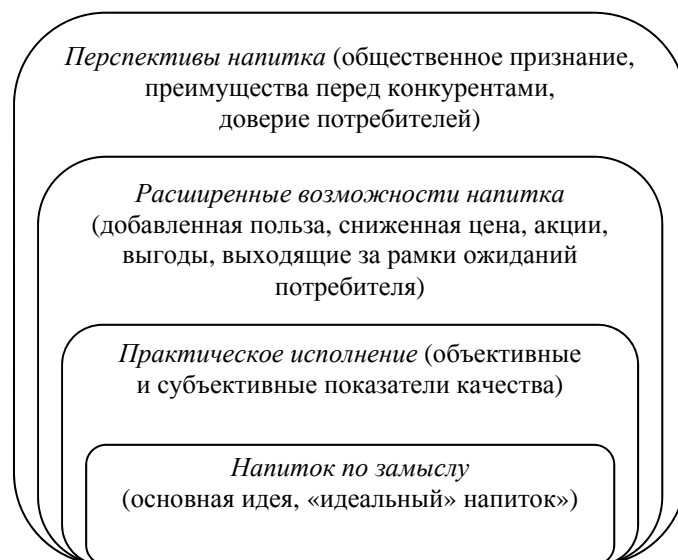 Перспективы напитка (общественное признание,
преимущества перед конкурентами,
доверие потребителей)
Расширенные возможности напитка
(добавленная польза, сниженная цена, акции,
выгоды, выходящие за рамки ожиданий
потребителя)
Практическое исполнение (объективные
и субъективные показатели качества)
Напиток по замыслу
(основная идея, «идеальный» напиток»)